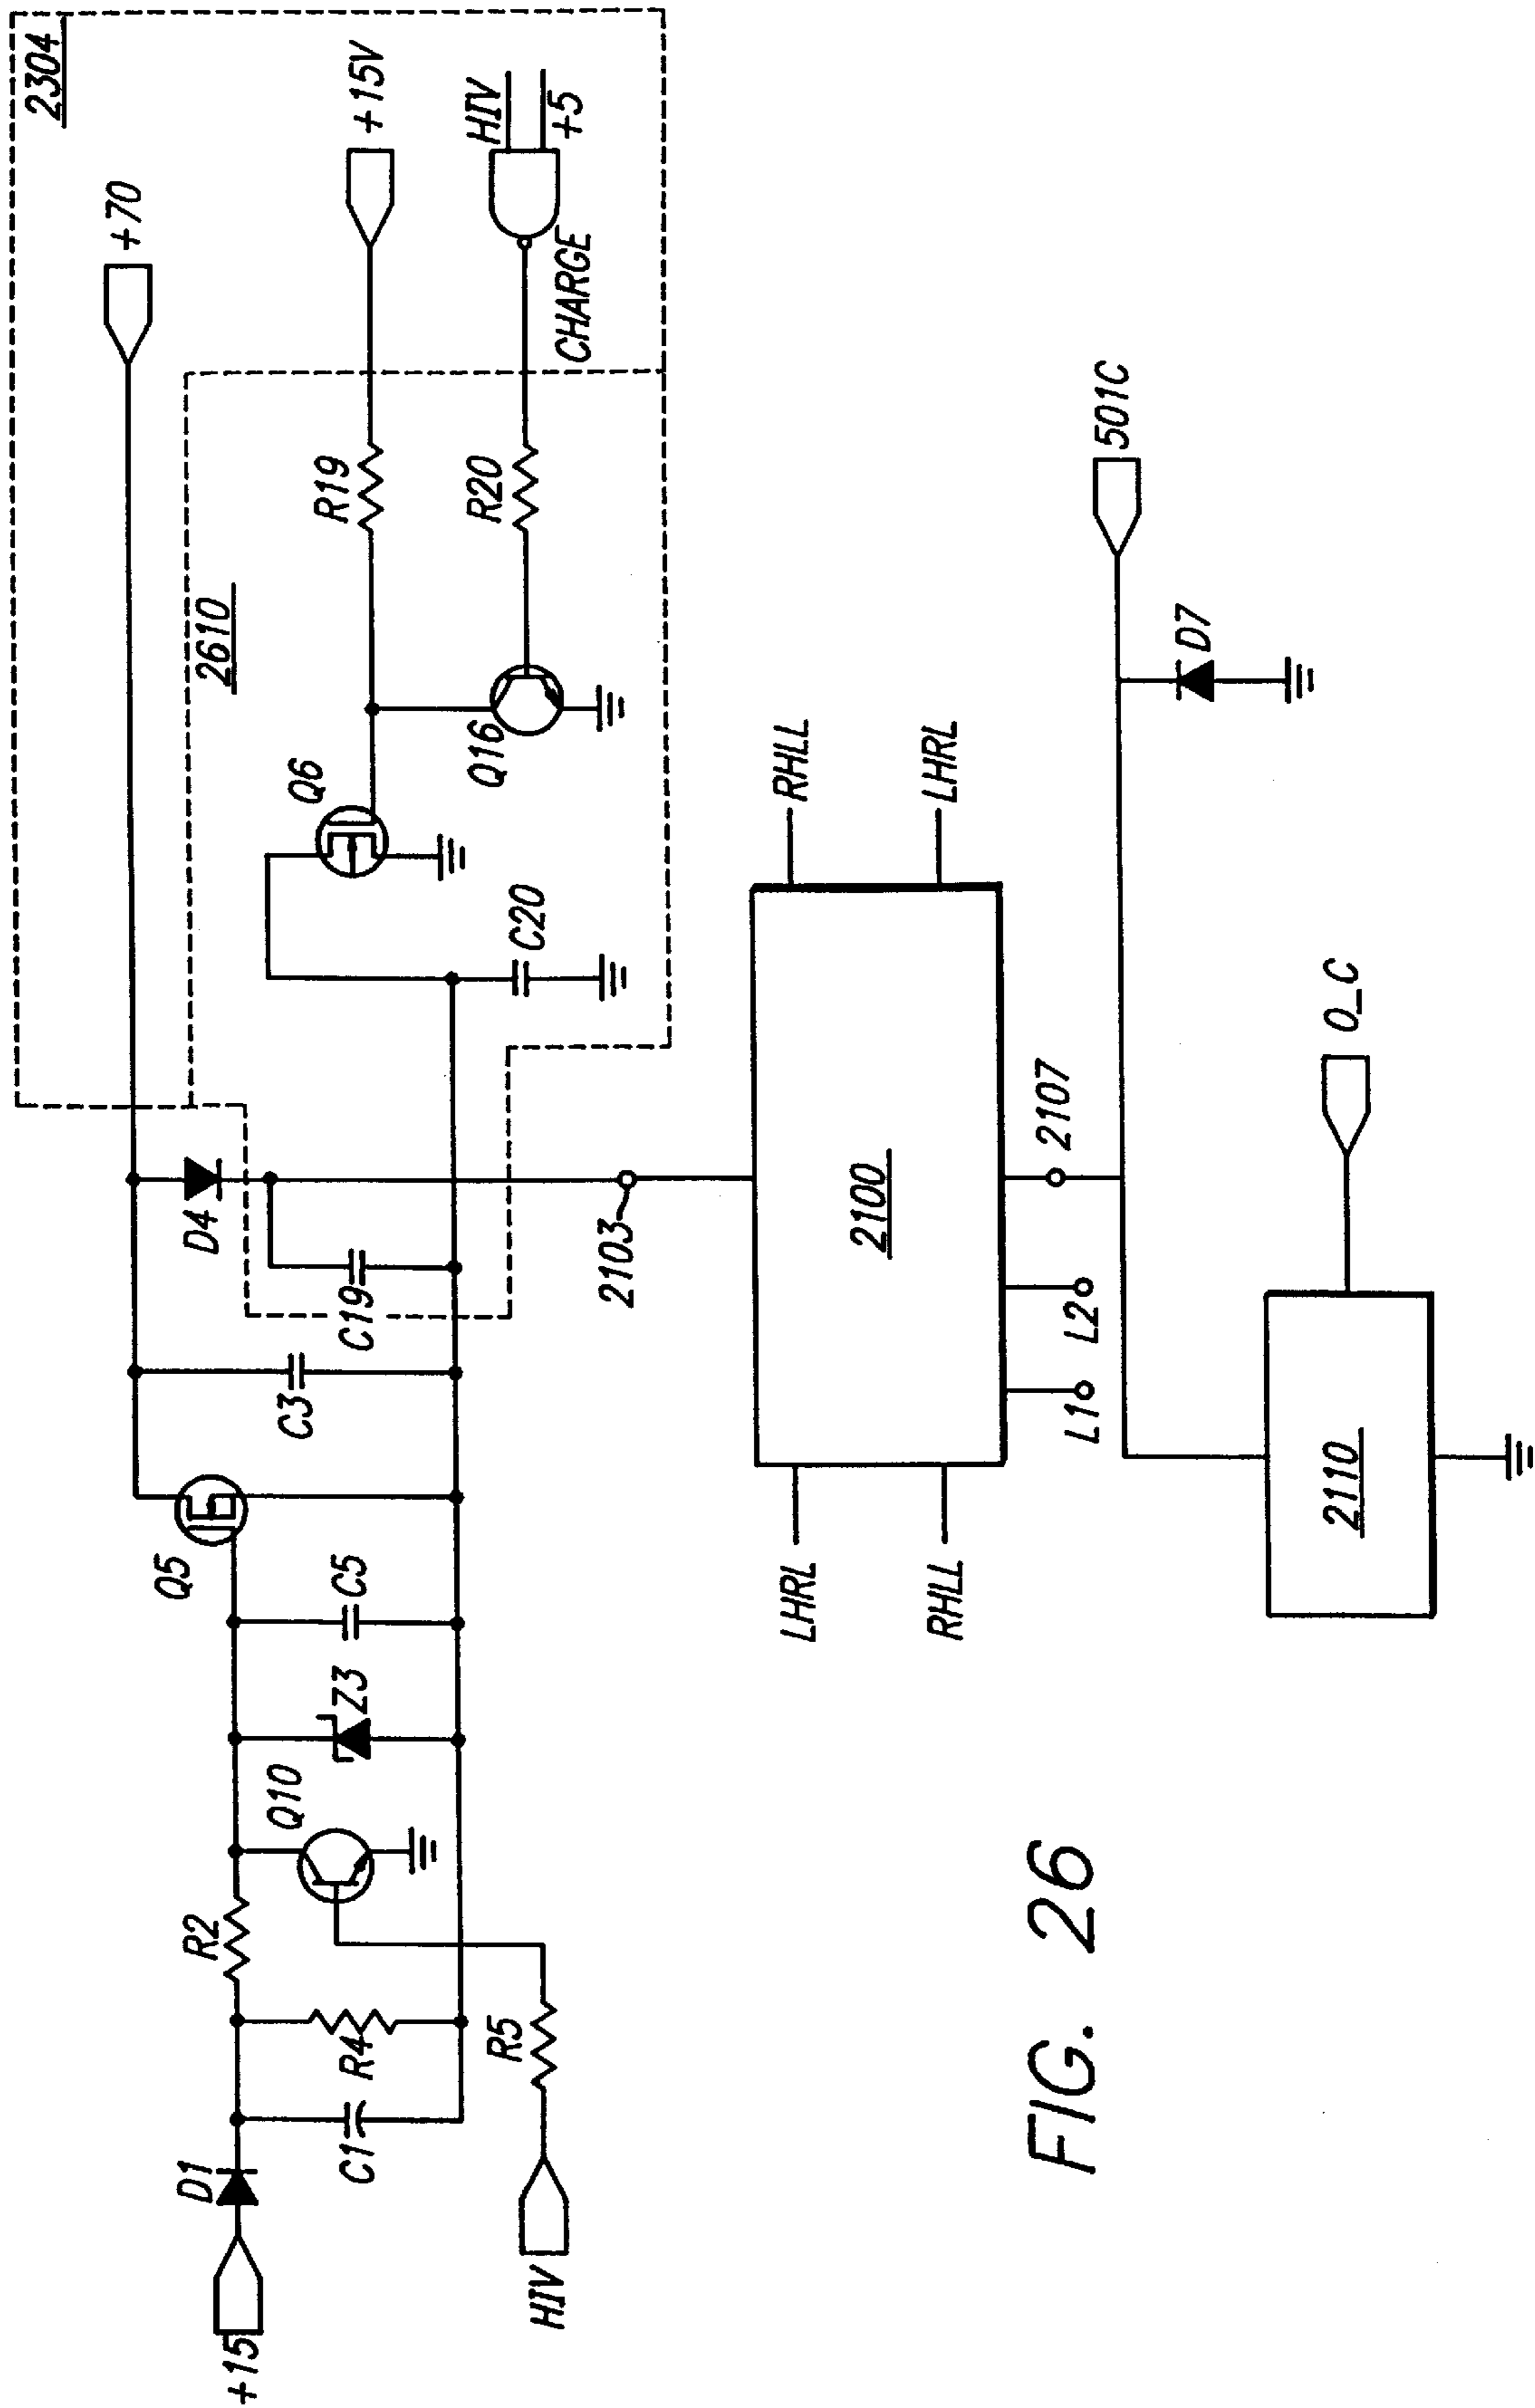 2304
+70
+15V
HIV
+5
CHARGE
2610
R19
R20
Q6
Q16
C20
D4
C19
C3
2103
Q5
C5
Z3
Q10
R2
R4
C1
R5
D1
+15
HIV
RHLL
LHRL
2100
LHRL
RHLL
L1
L2
2107
501C
D7
O_C
2110
FIG. 26